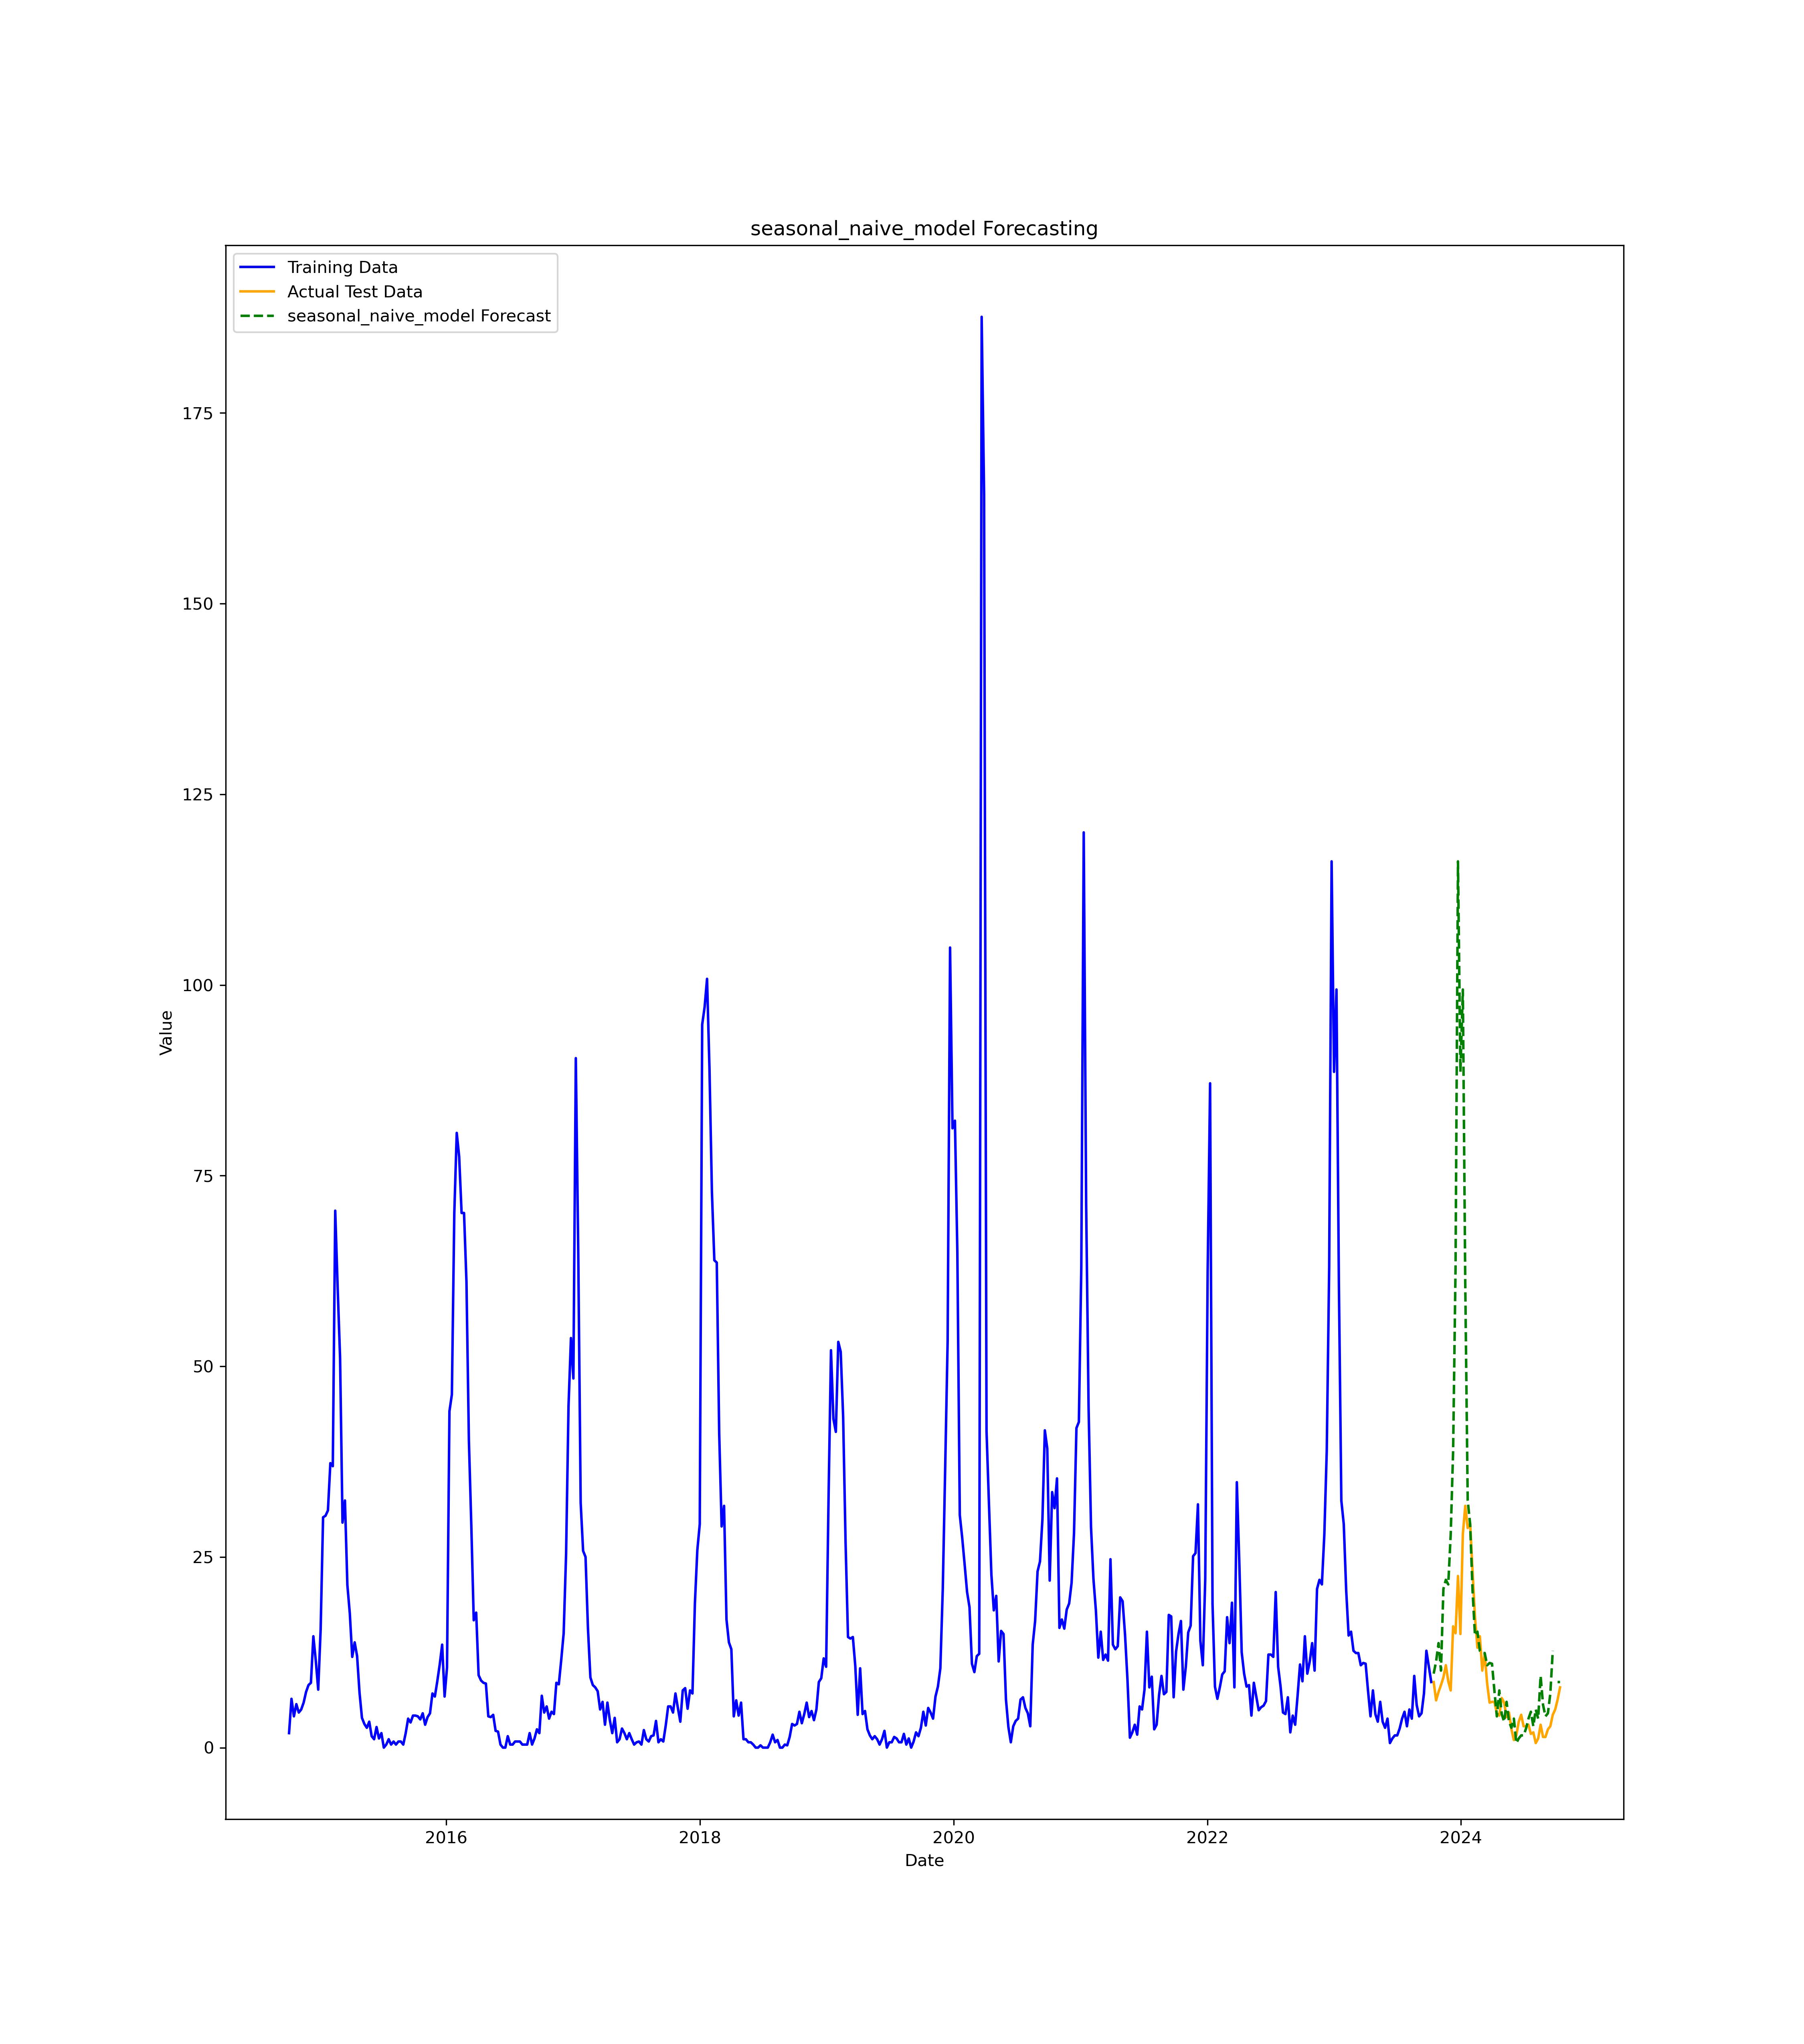 seasonal_naive_model Forecasting
Training Data
Actual Test Data
seasonal_naive_model Forecast
175
150
125
100
75
50
25
0
Value
2016 2018 2020 2022 2024
Date